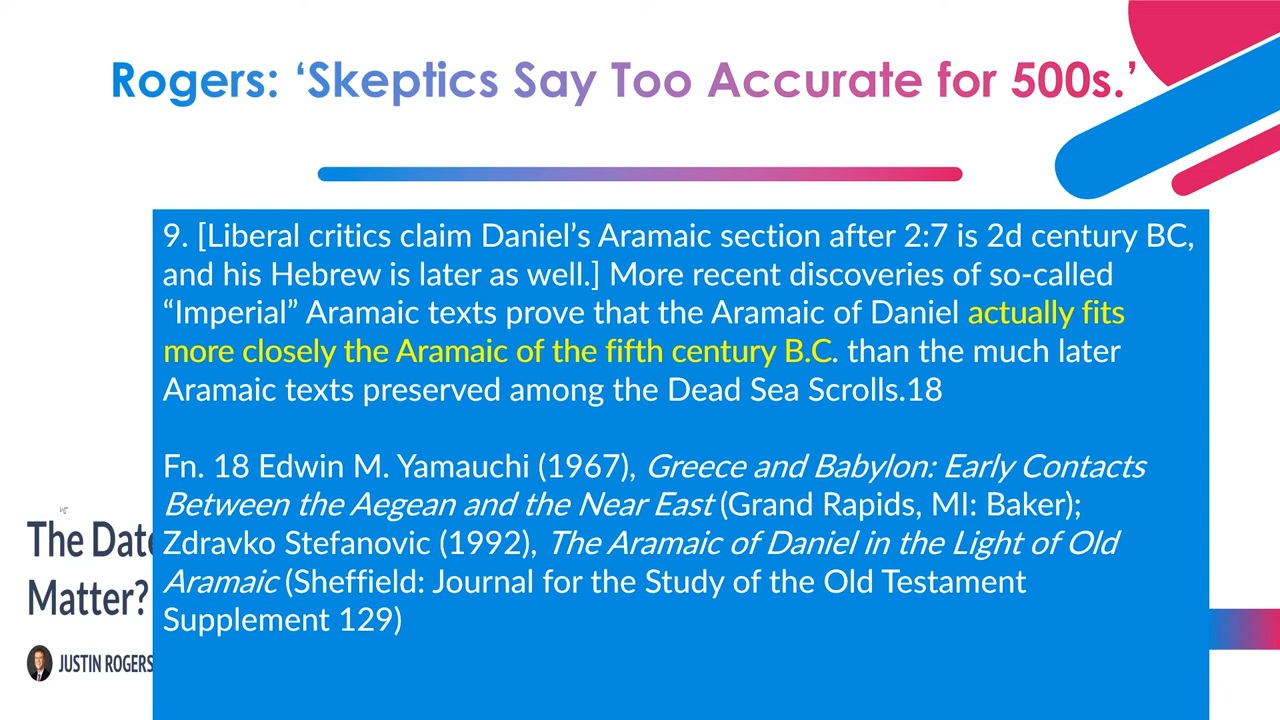 Rogers: ‘Skeptics Say Too Accurate for 500s.’
9. [Liberal critics claim Daniel’s Aramaic section after 2:7 is 2d century BC,
and his Hebrew is later as well.] More recent discoveries of so-called
“Imperial” Aramaic texts prove that the Aramaic of Daniel actually fits
more closely the Aramaic of the fifth century B.C. than the much later
Aramaic texts preserved among the Dead Sea Scrolls.18
Fn. 18 Edwin M. Yamauchi (1967), Greece and Babylon: Early Contacts
Between the Aegean and the Near East (Grand Rapids, MI: Baker);
Zdravko Stefanovic (1992), The Aramaic of Daniel in the Light of Old
Aramaic (Sheffield: Journal for the Study of the Old Testament
Supplement 129)
The Date
Matter?
JUSTIN ROGERS